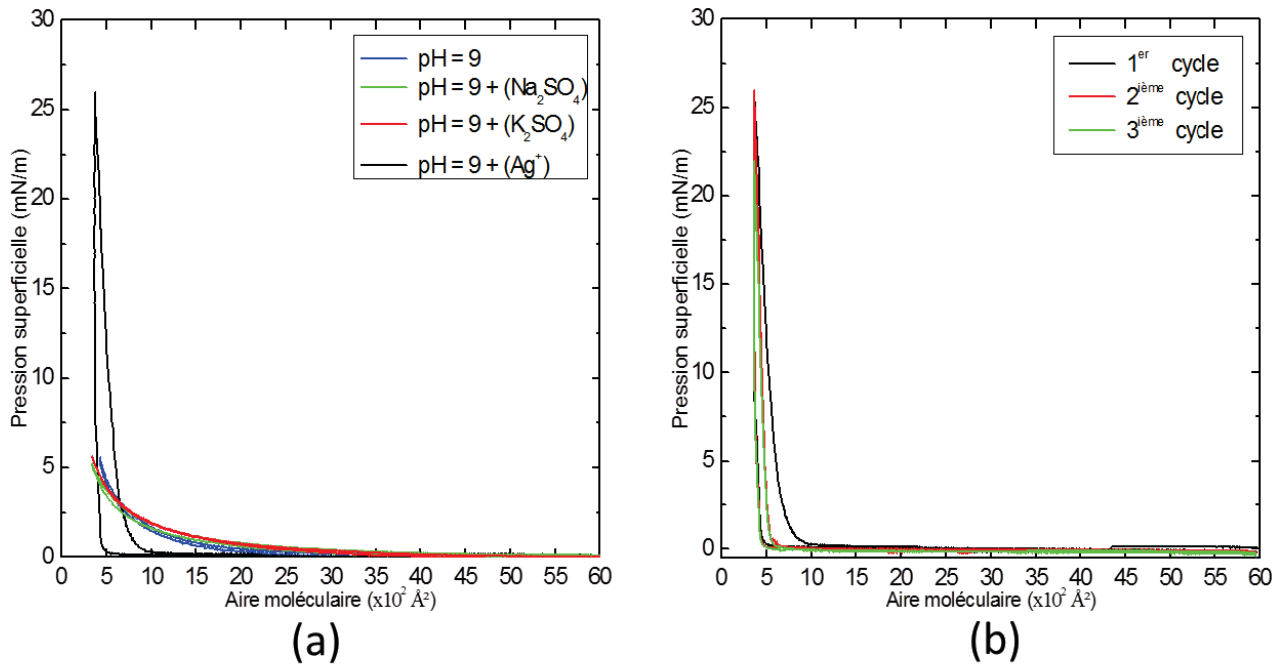 30
25
20
15
10
5
0
0 5 10 15 20 25 30 35 40 45 50 55 60
Pression superficielle (mN/m)
Aire moléculaire (x10² Å²)
pH = 9
pH = 9 + (Na₂SO₄)
pH = 9 + (K₂SO₄)
pH = 9 + (Ag⁺)
(a)
30
25
20
15
10
5
0
0 5 10 15 20 25 30 35 40 45 50 55 60
Pression superficielle (mN/m)
Aire moléculaire (x10² Å²)
1er cycle
2ième cycle
3ième cycle
(b)